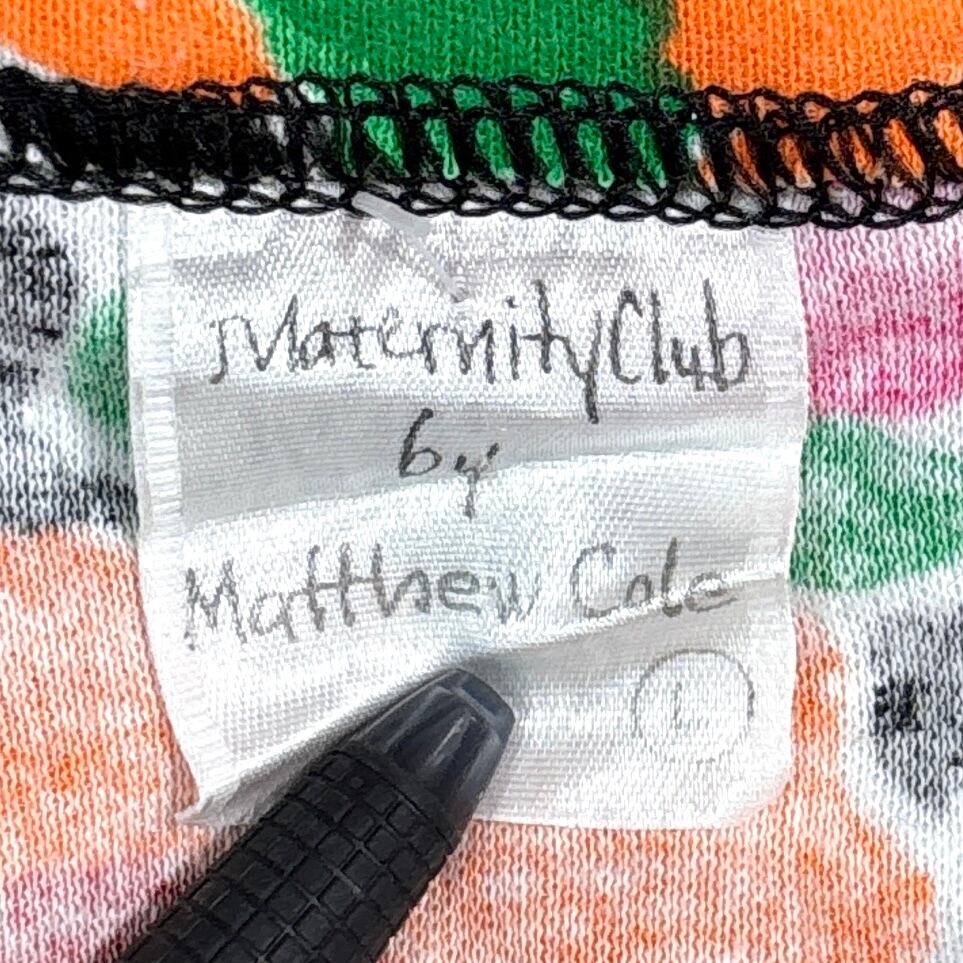 MaternityClub
by
Matthew Cole
L